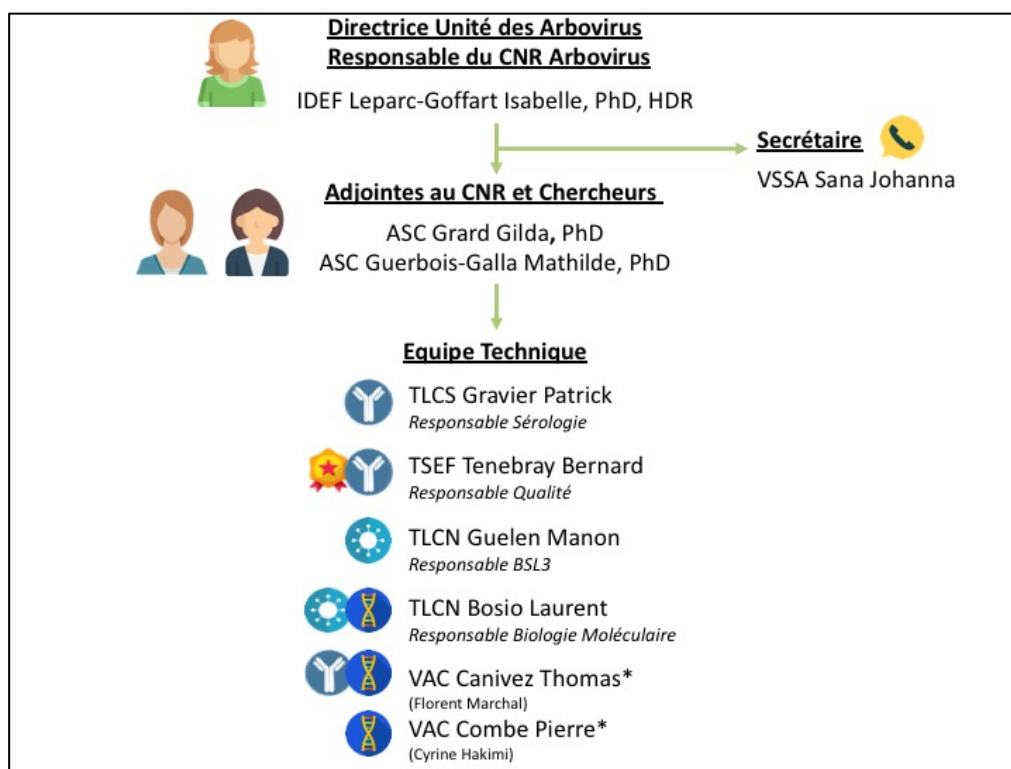 Directrice Unité des Arbovirus
Responsable du CNR Arbovirus
IDEF Leparc-Goffart Isabelle, PhD, HDR
Secrétaire
VSSA Sana Johanna
Adjointes au CNR et Chercheurs
ASC Grard Gilda, PhD
ASC Guerbois-Galla Mathilde, PhD
Equipe Technique
TLCS Gravier Patrick
Responsable Sérologie
TSEF Tenebray Bernard
Responsable Qualité
TLCN Guelen Manon
Responsable BSL3
TLCN Bosio Laurent
Responsable Biologie Moléculaire
VAC Canivez Thomas*
(Florent Marchal)
VAC Combe Pierre*
(Cyrine Hakimi)